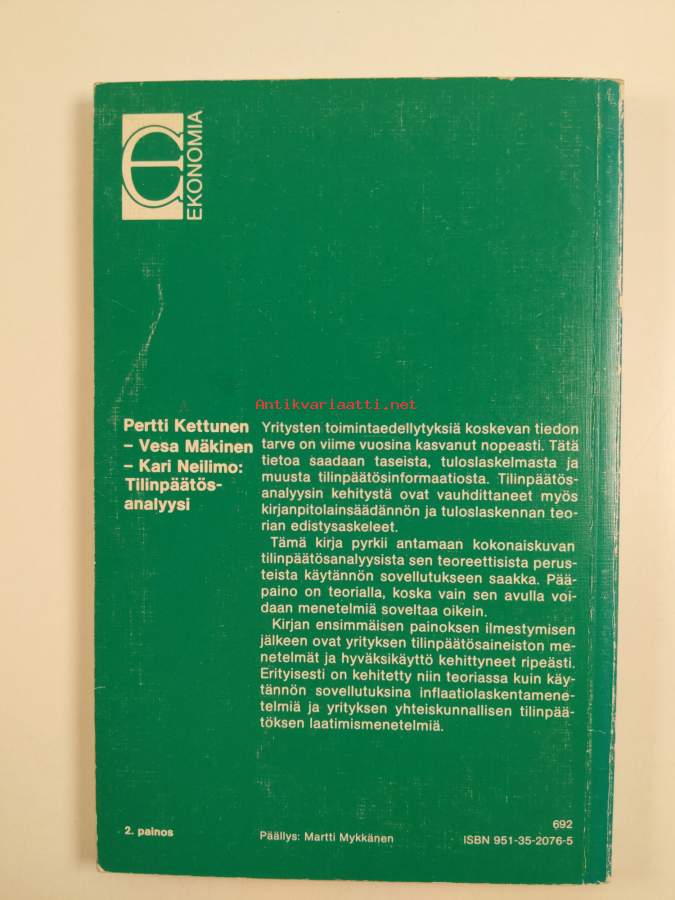 EKONOMIA
Antikvariaatti.net
Pertti Kettunen
– Vesa Mäkinen
– Kari Neilimo:
Tilinpäätös-
analyysi
Yritysten toimintaedellytyksiä koskevan tiedon
tarve on viime vuosina kasvanut nopeasti. Tätä
tietoa saadaan taseista, tuloslaskelmasta ja
muusta tilinpäätösinformaatiosta. Tilinpäätös-
analyysin kehitystä ovat vauhdittaneet myös
kirjanpitolainsäädännön ja tuloslaskennan teo-
rian edistysaskeleet.
Tämä kirja pyrkii antamaan kokonaiskuvan
tilinpäätösanalyysista sen teoreettisista perus-
teista käytännön sovellutukseen saakka. Pää-
paino on teorialla, koska vain sen avulla voi-
daan menetelmiä soveltaa oikein.
Kirjan ensimmäisen painoksen ilmestymisen
jälkeen ovat yrityksen tilinpäätösaineiston me-
netelmät ja hyväksikäyttö kehittyneet ripeästi.
Erityisesti on kehitetty niin teoriassa kuin käy-
tännön sovellutuksina inflaatiolaskentamene-
telmiä ja yrityksen yhteiskunnallisen tilinpää-
töksen laatimismenetelmiä.
2. painos
Päällys: Martti Mykkänen
692
ISBN 951-35-2076-5